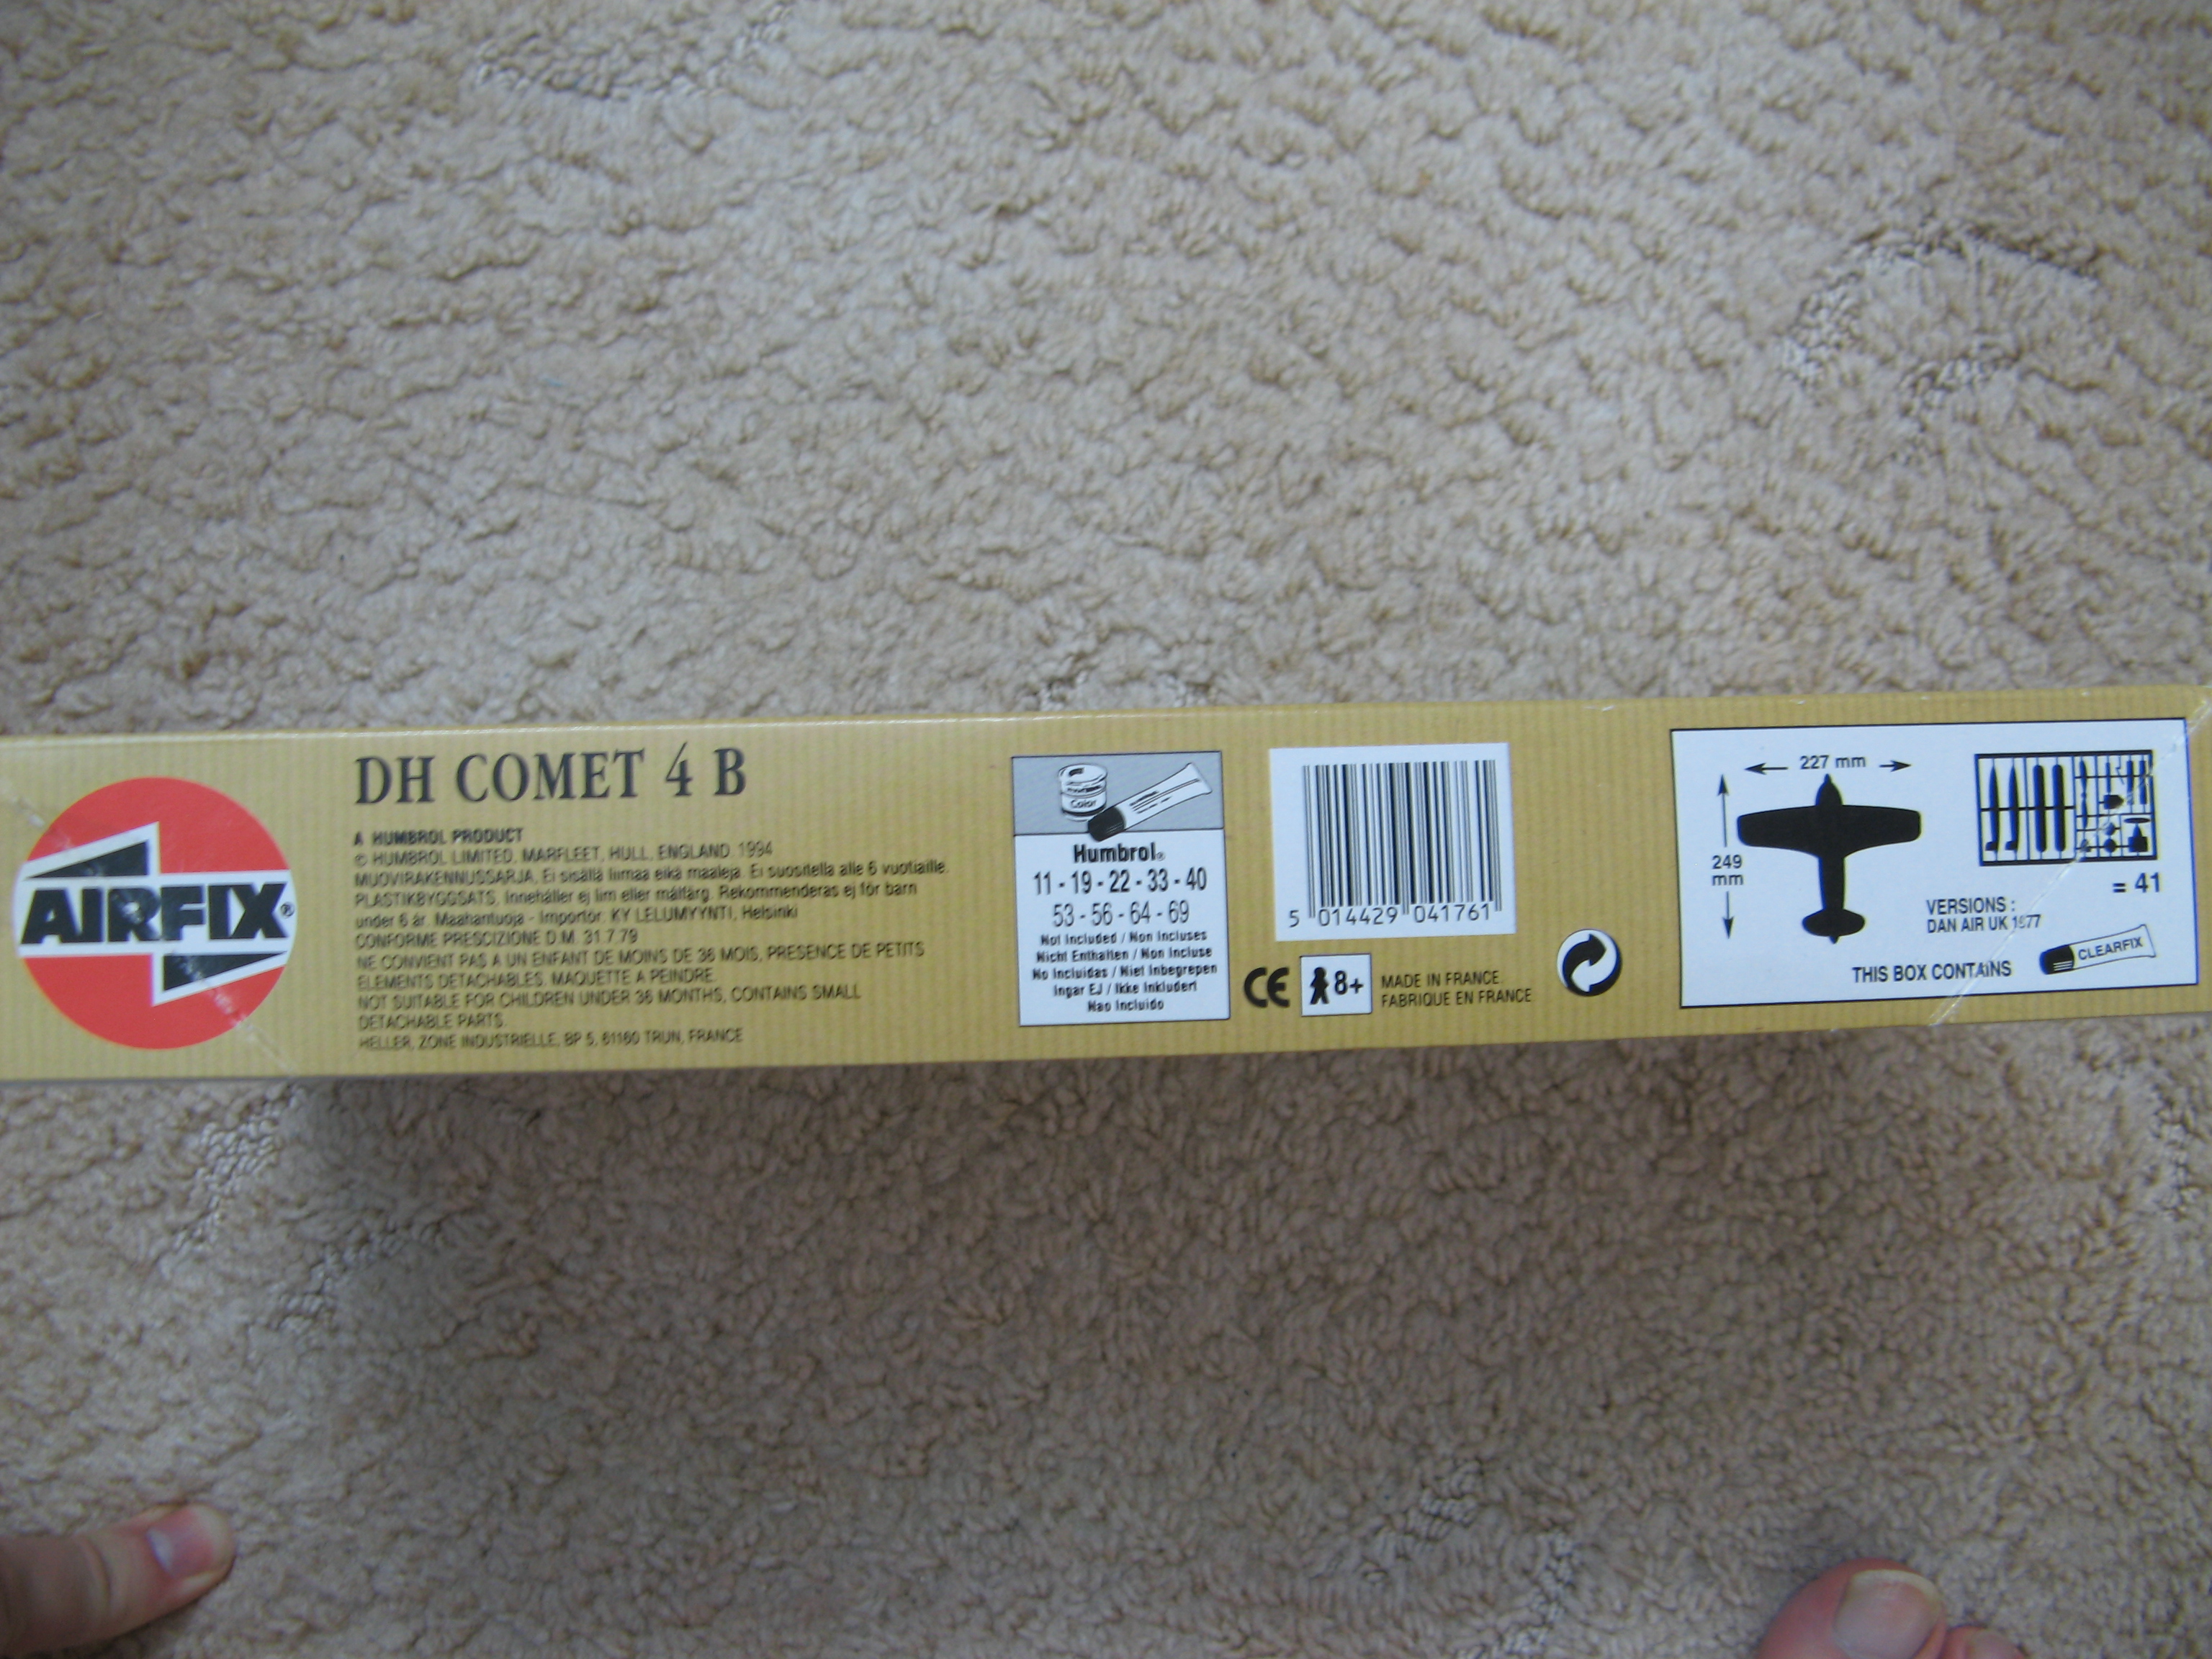 AIRFIX®
DH COMET 4 B
A HUMBROL PRODUCT
© HUMBROL LIMITED, MARFLEET, HULL, ENGLAND. 1994
MUOVIRAKENNUSSARJA. Ei sisällä liimaa eikä maaleja. Ei suositella alle 6 vuotiaille.
PLASTIKBYGGSATS. Innehåller ej lim eller målfärg. Rekommenderas ej för barn
under 6 år. Maahantuoja - Importör: KY LELUMYYNTI, Helsinki
CONFORME PRESCIZIONE D.M. 31.7.79
NE CONVIENT PAS A UN ENFANT DE MOINS DE 36 MOIS, PRESENCE DE PETITS
ELEMENTS DETACHABLES. MAQUETTE A PEINDRE.
NOT SUITABLE FOR CHILDREN UNDER 36 MONTHS, CONTAINS SMALL
DETACHABLE PARTS.
HELLER, ZONE INDUSTRIELLE, BP 5, 61160 TRUN, FRANCE
Color
Humbrol®
11 - 19 - 22 - 33 - 40
53 - 56 - 64 - 69
Not Included / Non Incluses
Nicht Enthalten / Non Incluse
No Incluidas / Niet Inbegrepen
Ingar EJ / Ikke Inkludert
Nao Incluido
5 014429 041761
CE
8+
MADE IN FRANCE
FABRIQUE EN FRANCE
227 mm
249
mm
= 41
VERSIONS :
DAN AIR UK 1977
THIS BOX CONTAINS
CLEARFIX